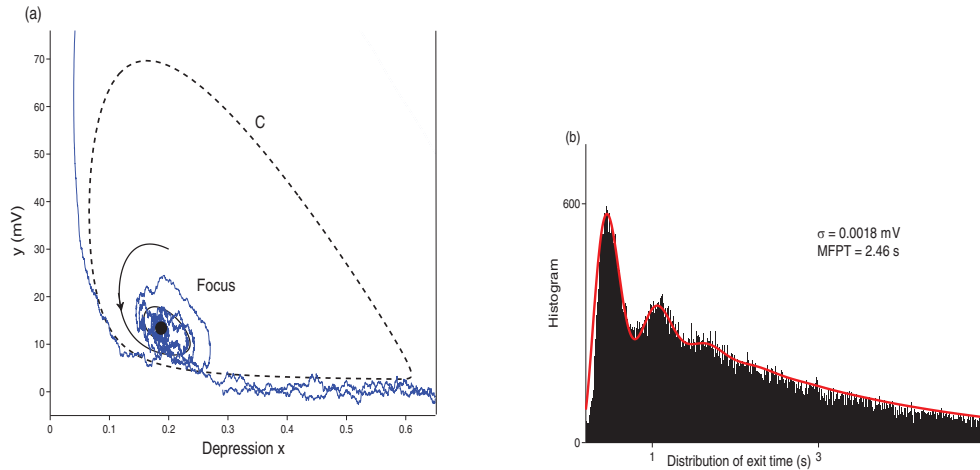 (a)
70
60
50
40
30
20
10
0
y (mV)
C
Focus
0 0.1 0.2 0.3 0.4 0.5 0.6
Depression x
(b)
600
0
Histogram
σ = 0.0018 mV
MFPT = 2.46 s
1 3
Distribution of exit time (s)